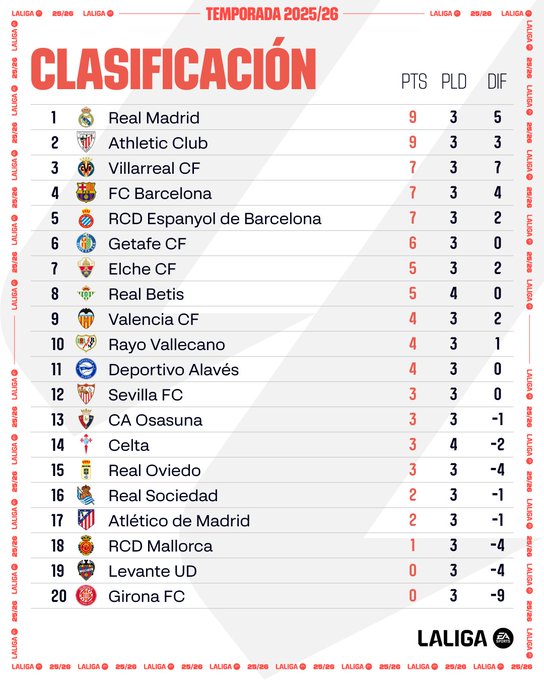 LALIGA 25/26 LALIGA TEMPORADA 2025/26 LALIGA 25/26 LALIGA
CLASIFICACIÓN PTS PLD DIF
1 Real Madrid 9 3 5
2 Athletic Club 9 3 3
3 Villarreal CF 7 3 7
4 FC Barcelona 7 3 4
5 RCD Espanyol de Barcelona 7 3 2
6 Getafe CF 6 3 0
7 Elche CF 5 3 2
8 Real Betis 5 4 0
9 Valencia CF 4 3 2
10 Rayo Vallecano 4 3 1
11 Deportivo Alavés 4 3 0
12 Sevilla FC 3 3 0
13 CA Osasuna 3 3 -1
14 Celta 3 4 -2
15 Real Oviedo 3 3 -4
16 Real Sociedad 2 3 -1
17 Atlético de Madrid 2 3 -1
18 RCD Mallorca 1 3 -4
19 Levante UD 0 3 -4
20 Girona FC 0 3 -9
LALIGA EA SPORTS
LALIGA 25/26 LALIGA 25/26 LALIGA 25/26 LALIGA 25/26 LALIGA 25/26 LALIGA 25/26 LALIGA 25/26 LALIGA